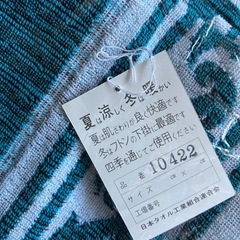 夏は涼しく冬は暖かい
夏は肌ざわりが良く快適です
冬はフトンの下掛に最適です
四季を通じてご使用ください
品番 10422
サイズ cm × cm
工場番号
日本タオル工業組合連合会